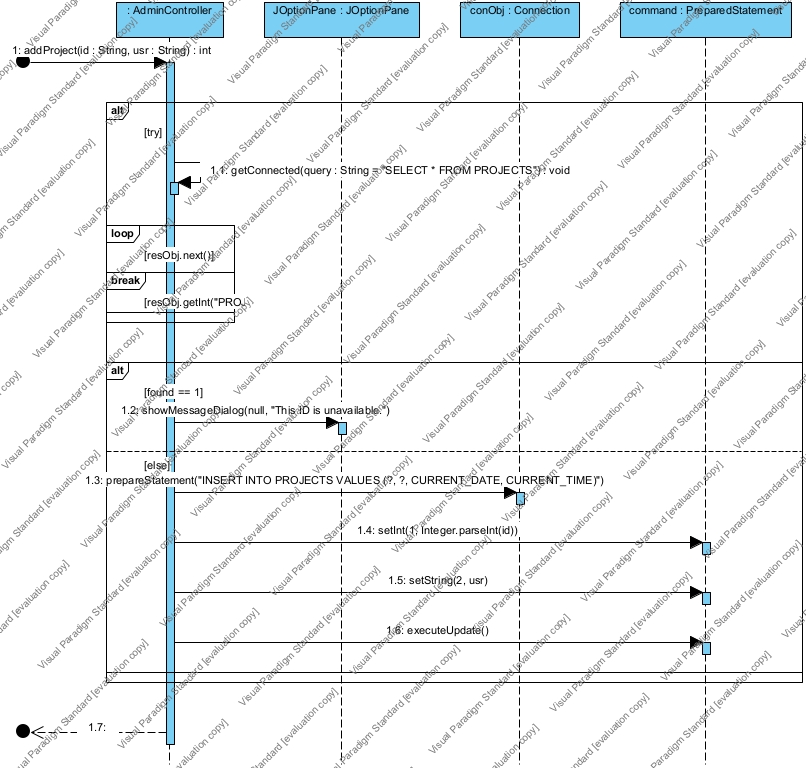 : AdminController
JOptionPane : JOptionPane
conObj : Connection
command : PreparedStatement
1: addProject(id : String, usr : String) : int
alt
[try]
1.1: getConnected(query : String = "SELECT * FROM PROJECTS") : void
loop
[resObj.next()]
break
[resObj.getInt("PRO
alt
[found == 1]
1.2: showMessageDialog(null, "This ID is unavailable.")
[else]
1.3: prepareStatement("INSERT INTO PROJECTS VALUES (?, ?, CURRENT_DATE, CURRENT_TIME)")
1.4: setInt(1, Integer.parseInt(id))
1.5: setString(2, usr)
1.6: executeUpdate()
1.7:
Visual Paradigm Standard [evaluation copy]